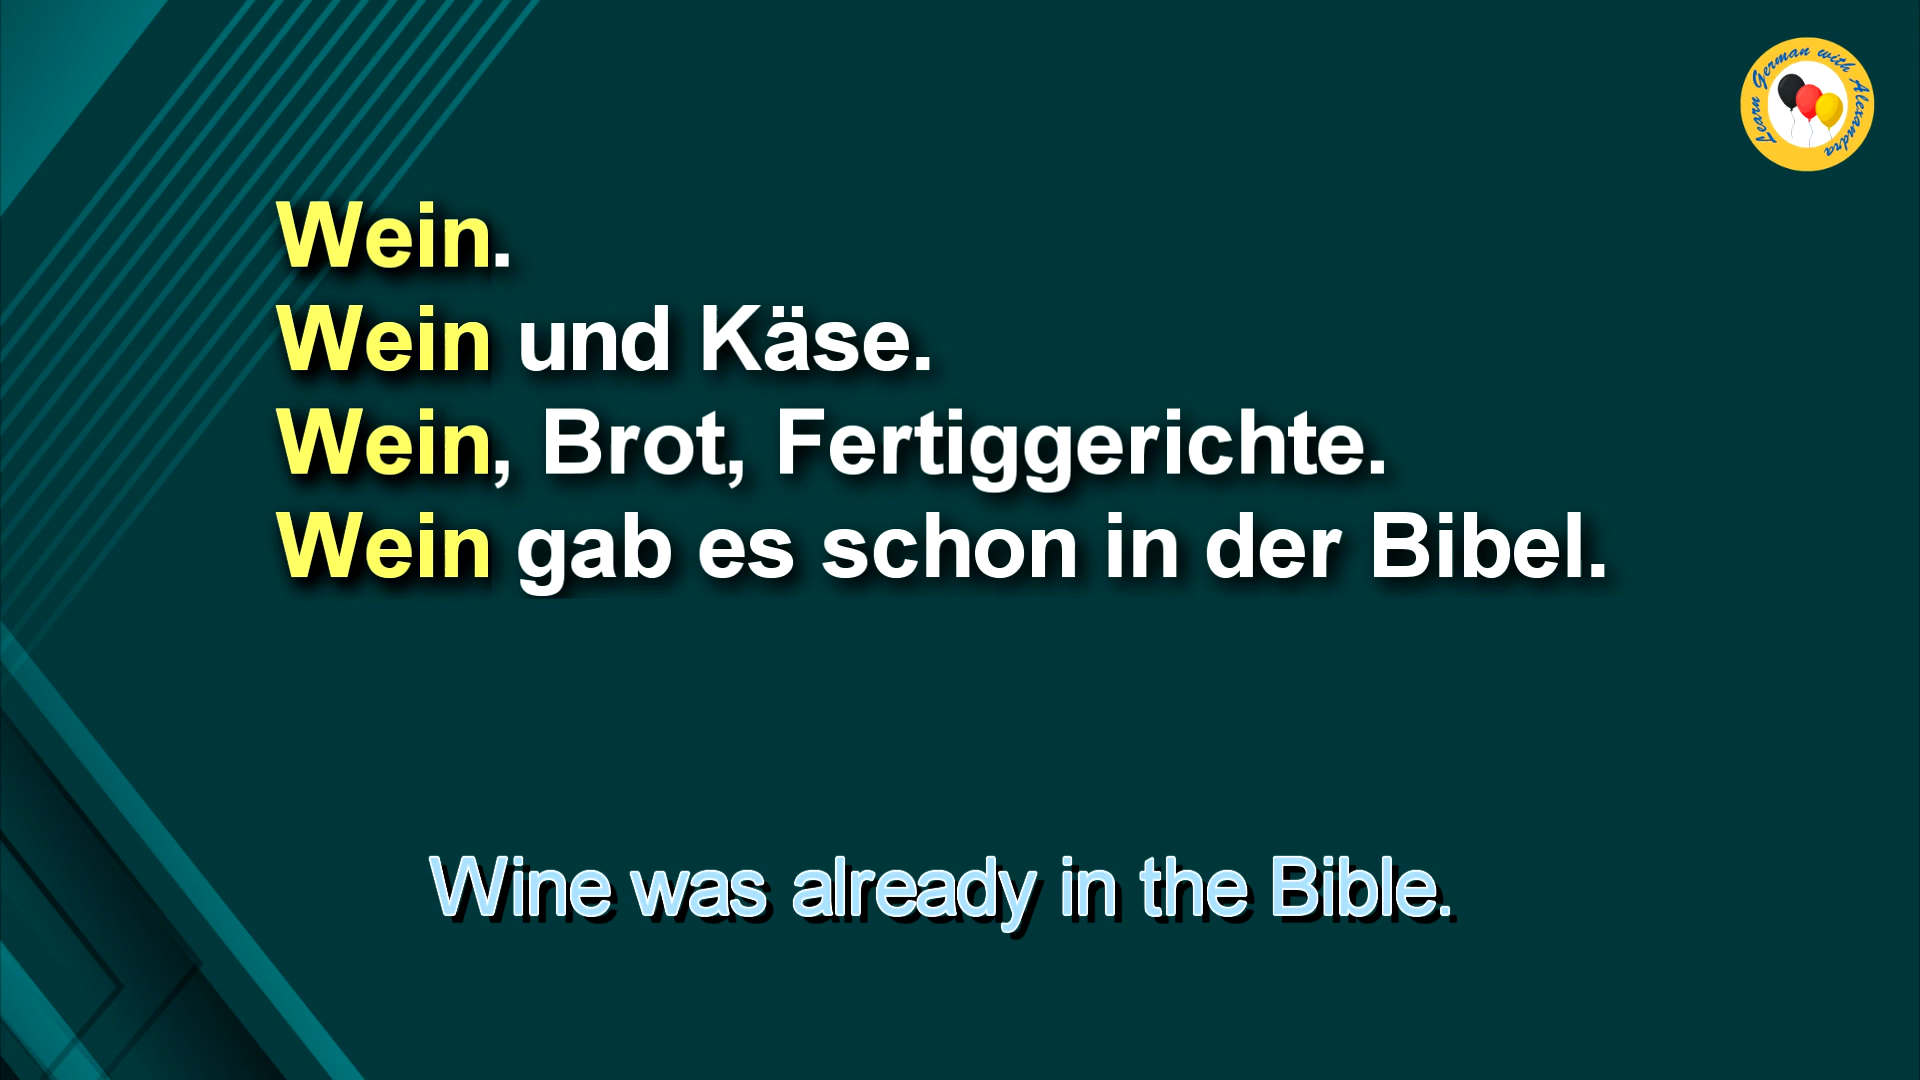 Learn German with Alexandra
Wein.
Wein und Käse.
Wein, Brot, Fertiggerichte.
Wein gab es schon in der Bibel.
Wine was already in the Bible.